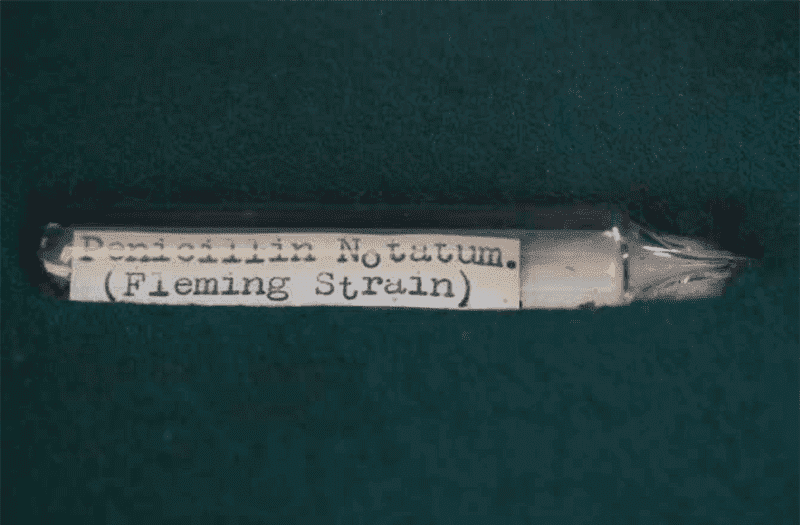 Penicillin Notatum.
(Fleming Strain)